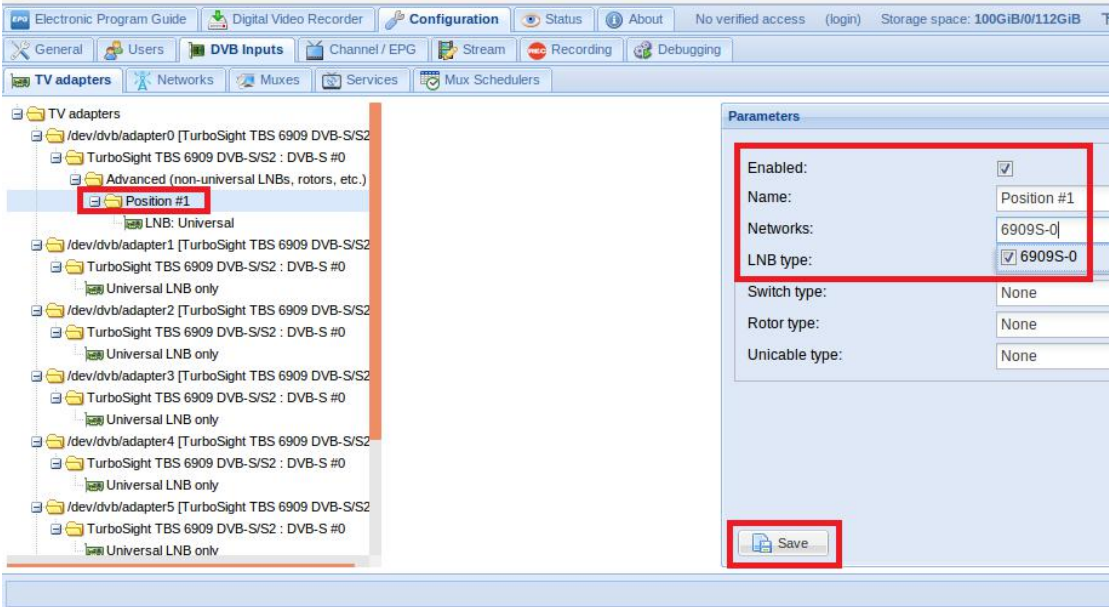 EPG Electronic Program Guide Digital Video Recorder Configuration Status About No verified access (login) Storage space: 100GiB/0/112GiB
General Users DVB Inputs Channel / EPG Stream REC Recording Debugging
TV adapters Networks Muxes Services Mux Schedulers
TV adapters
/dev/dvb/adapter0 [TurboSight TBS 6909 DVB-S/S2
TurboSight TBS 6909 DVB-S/S2 : DVB-S #0
Advanced (non-universal LNBs, rotors, etc.)
Position #1
LNB: Universal
/dev/dvb/adapter1 [TurboSight TBS 6909 DVB-S/S2
TurboSight TBS 6909 DVB-S/S2 : DVB-S #0
Universal LNB only
/dev/dvb/adapter2 [TurboSight TBS 6909 DVB-S/S2
TurboSight TBS 6909 DVB-S/S2 : DVB-S #0
Universal LNB only
/dev/dvb/adapter3 [TurboSight TBS 6909 DVB-S/S2
TurboSight TBS 6909 DVB-S/S2 : DVB-S #0
Universal LNB only
/dev/dvb/adapter4 [TurboSight TBS 6909 DVB-S/S2
TurboSight TBS 6909 DVB-S/S2 : DVB-S #0
Universal LNB only
/dev/dvb/adapter5 [TurboSight TBS 6909 DVB-S/S2
TurboSight TBS 6909 DVB-S/S2 : DVB-S #0
Universal LNB only
Parameters
Enabled:
Name: Position #1
Networks: 6909S-0
LNB type: 6909S-0
Switch type: None
Rotor type: None
Unicable type: None
Save